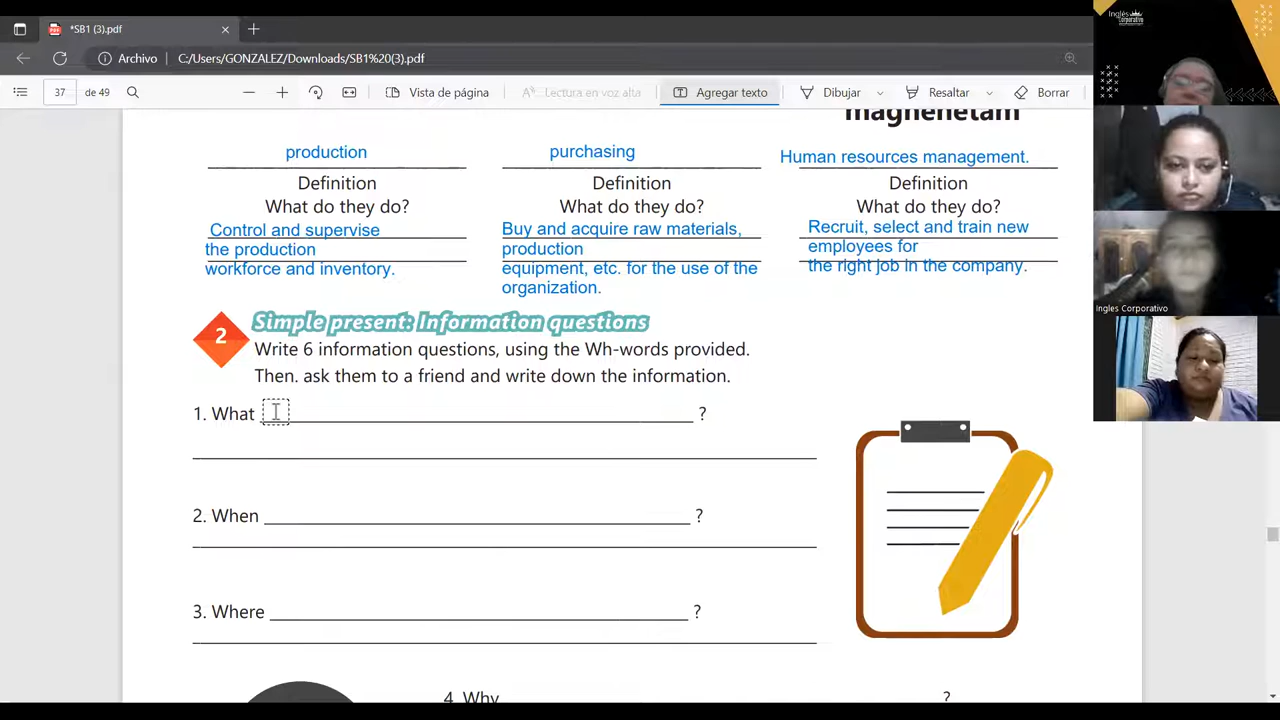 *SB1 (3).pdf
Archivo C:/Users/GONZALEZ/Downloads/SB1%20(3).pdf
37 de 49 Vista de página Lectura en voz alta Agregar texto Dibujar Resaltar Borrar
maghenetam
production purchasing Human resources management.
Definition Definition Definition
What do they do? What do they do? What do they do?
Control and supervise
the production
workforce and inventory.
Buy and acquire raw materials,
production
equipment, etc. for the use of the
organization.
Recruit, select and train new
employees for
the right job in the company.
2 Simple present: Information questions
Write 6 information questions, using the Wh-words provided.
Then. ask them to a friend and write down the information.
1. What ?
2. When ?
3. Where ?
4. Why ?
Inglés
Corporativo
Ingles Corporativo